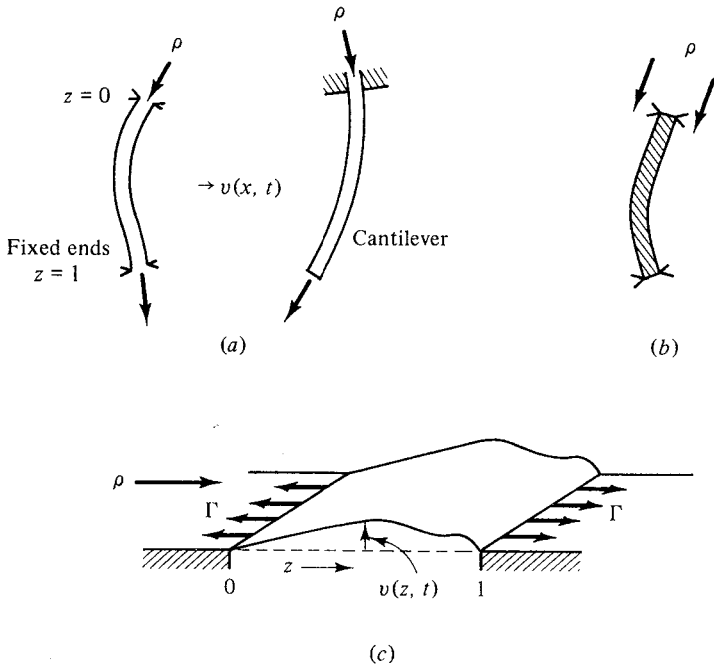 ρ
z = 0
→ v(x, t)
Fixed ends
z = 1
(a)
Cantilever
ρ
ρ
(b)
ρ
Γ
Γ
0
z
v(z, t)
1
(c)